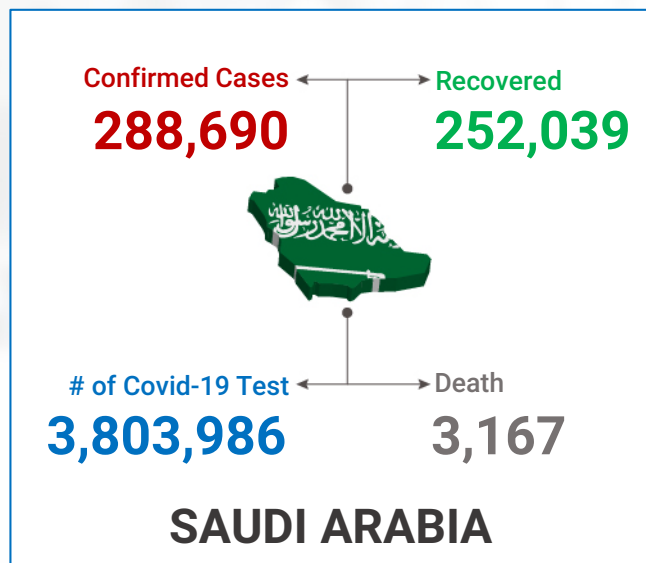 Confirmed Cases
288,690
Recovered
252,039
# of Covid-19 Test
3,803,986
Death
3,167
SAUDI ARABIA